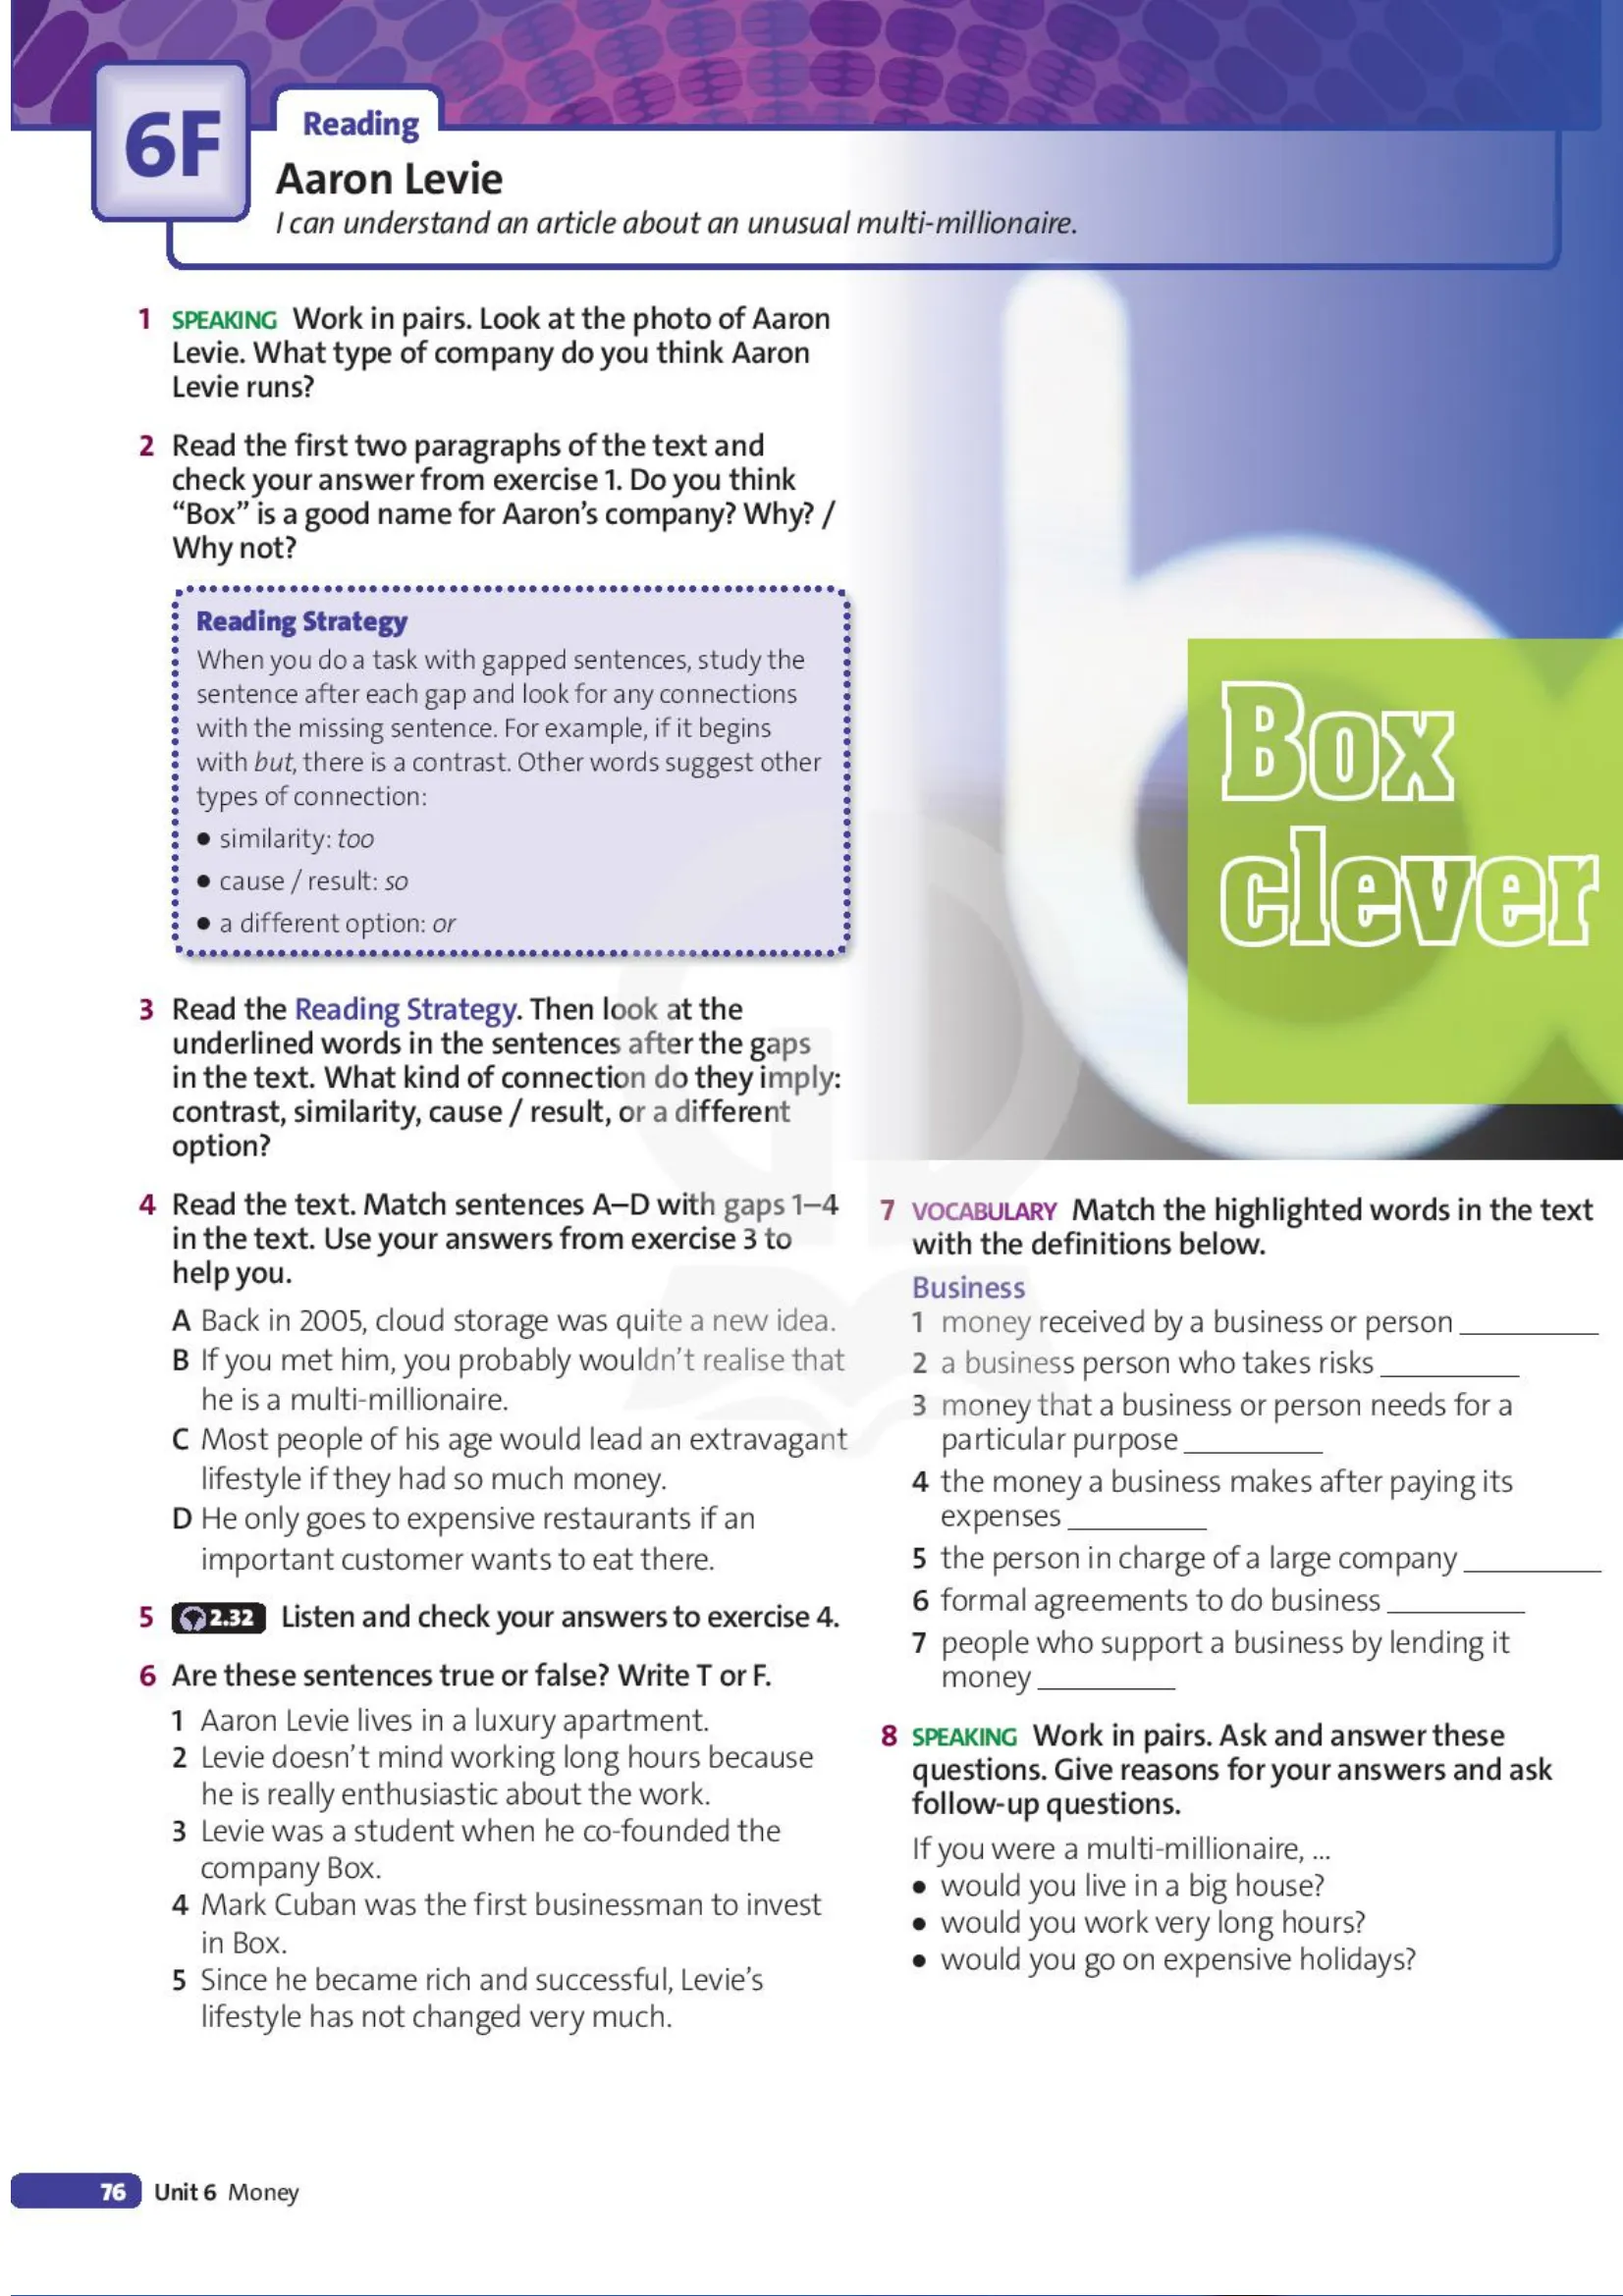 6F
Reading
Aaron Levie
I can understand an article about an unusual multi-millionaire.
1 SPEAKING Work in pairs. Look at the photo of Aaron
Levie. What type of company do you think Aaron
Levie runs?
2 Read the first two paragraphs of the text and
check your answer from exercise 1. Do you think
“Box” is a good name for Aaron’s company? Why? /
Why not?
Reading Strategy
When you do a task with gapped sentences, study the
sentence after each gap and look for any connections
with the missing sentence. For example, if it begins
with but, there is a contrast. Other words suggest other
types of connection:
• similarity: too
• cause / result: so
• a different option: or
3 Read the Reading Strategy. Then look at the
underlined words in the sentences after the gaps
in the text. What kind of connection do they imply:
contrast, similarity, cause / result, or a different
option?
4 Read the text. Match sentences A–D with gaps 1–4
in the text. Use your answers from exercise 3 to
help you.
A Back in 2005, cloud storage was quite a new idea.
B If you met him, you probably wouldn’t realise that
he is a multi-millionaire.
C Most people of his age would lead an extravagant
lifestyle if they had so much money.
D He only goes to expensive restaurants if an
important customer wants to eat there.
5 2.32 Listen and check your answers to exercise 4.
6 Are these sentences true or false? Write T or F.
1 Aaron Levie lives in a luxury apartment.
2 Levie doesn’t mind working long hours because
he is really enthusiastic about the work.
3 Levie was a student when he co-founded the
company Box.
4 Mark Cuban was the first businessman to invest
in Box.
5 Since he became rich and successful, Levie’s
lifestyle has not changed very much.
Box
clever
7 VOCABULARY Match the highlighted words in the text
with the definitions below.
Business
1 money received by a business or person __________
2 a business person who takes risks __________
3 money that a business or person needs for a
particular purpose __________
4 the money a business makes after paying its
expenses __________
5 the person in charge of a large company __________
6 formal agreements to do business __________
7 people who support a business by lending it
money __________
8 SPEAKING Work in pairs. Ask and answer these
questions. Give reasons for your answers and ask
follow-up questions.
If you were a multi-millionaire, ...
• would you live in a big house?
• would you work very long hours?
• would you go on expensive holidays?
76 Unit 6 Money